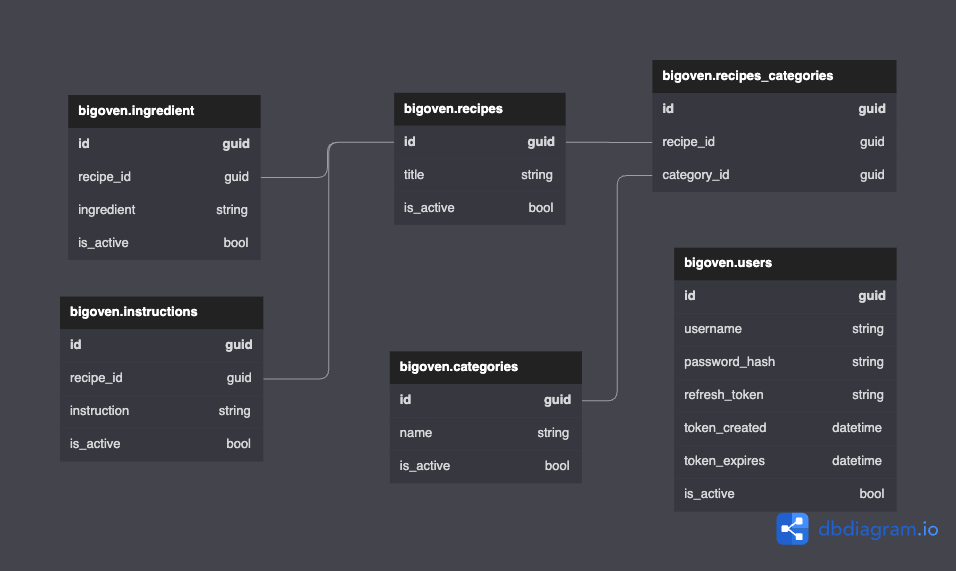 bigoven.ingredient
id guid
recipe_id guid
ingredient string
is_active bool
bigoven.recipes
id guid
title string
is_active bool
bigoven.recipes_categories
id guid
recipe_id guid
category_id guid
bigoven.instructions
id guid
recipe_id guid
instruction string
is_active bool
bigoven.categories
id guid
name string
is_active bool
bigoven.users
id guid
username string
password_hash string
refresh_token string
token_created datetime
token_expires datetime
is_active bool
dbdiagram.io